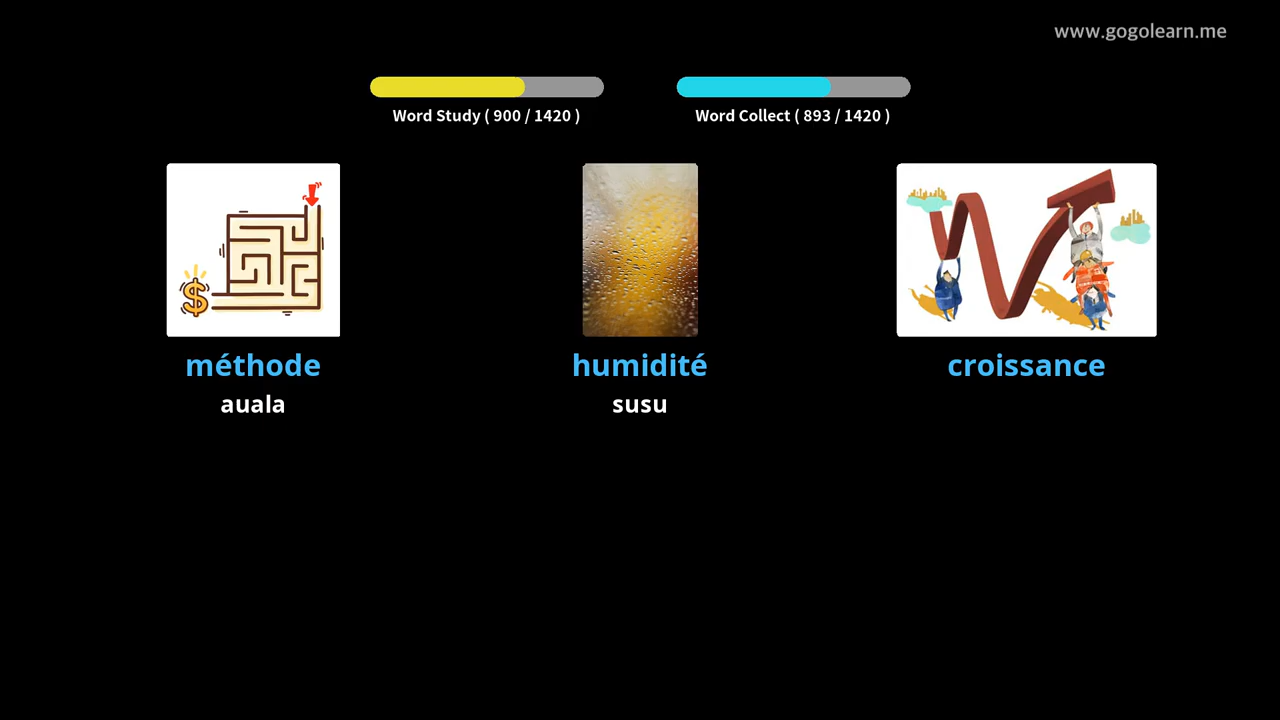 www.gogolearn.me
Word Study ( 900 / 1420 )
Word Collect ( 893 / 1420 )
$
méthode
humidité
croissance
auala
susu